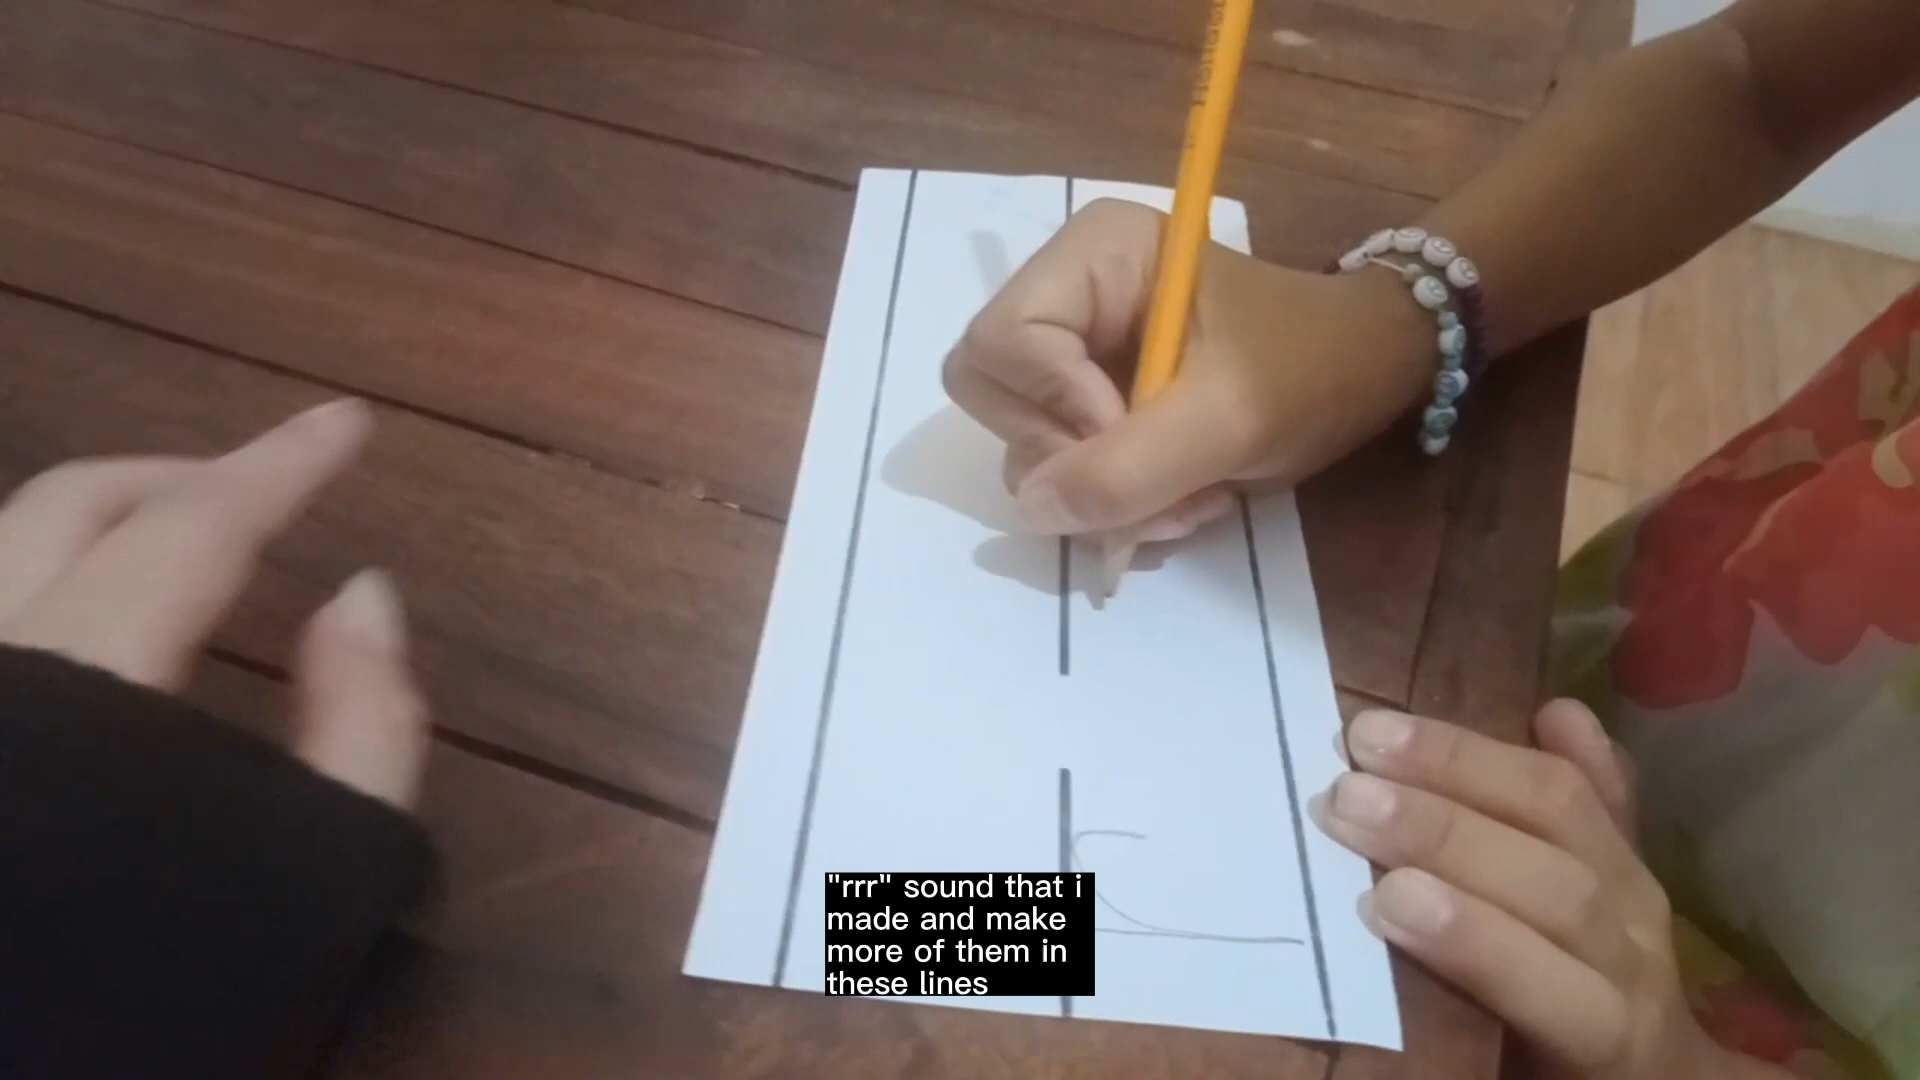 "rrr" sound that i
made and make
more of them in
these lines